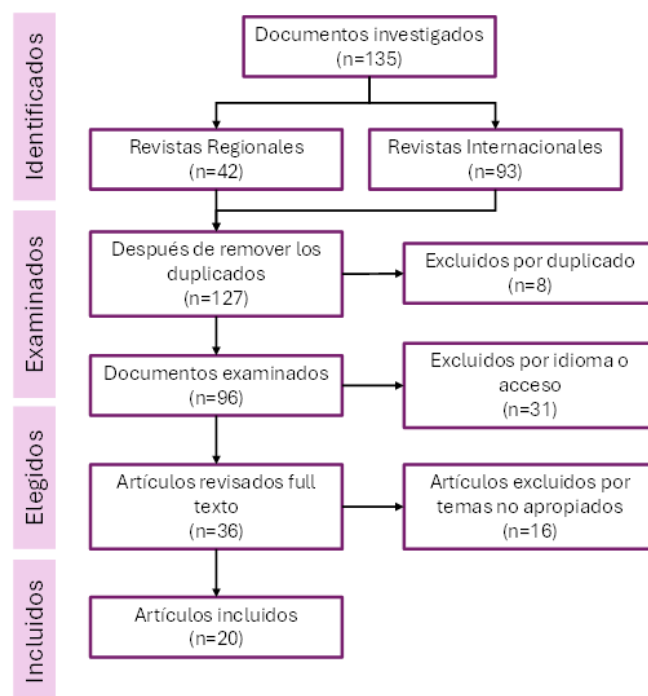 Identificados
Documentos investigados
(n=135)
Revistas Regionales
(n=42)
Revistas Internacionales
(n=93)
Examinados
Después de remover los
duplicados
(n=127)
Excluidos por duplicado
(n=8)
Documentos examinados
(n=96)
Excluidos por idioma o
acceso
(n=31)
Elegidos
Artículos revisados full
texto
(n=36)
Artículos excluidos por
temas no apropiados
(n=16)
Incluidos
Artículos incluidos
(n=20)